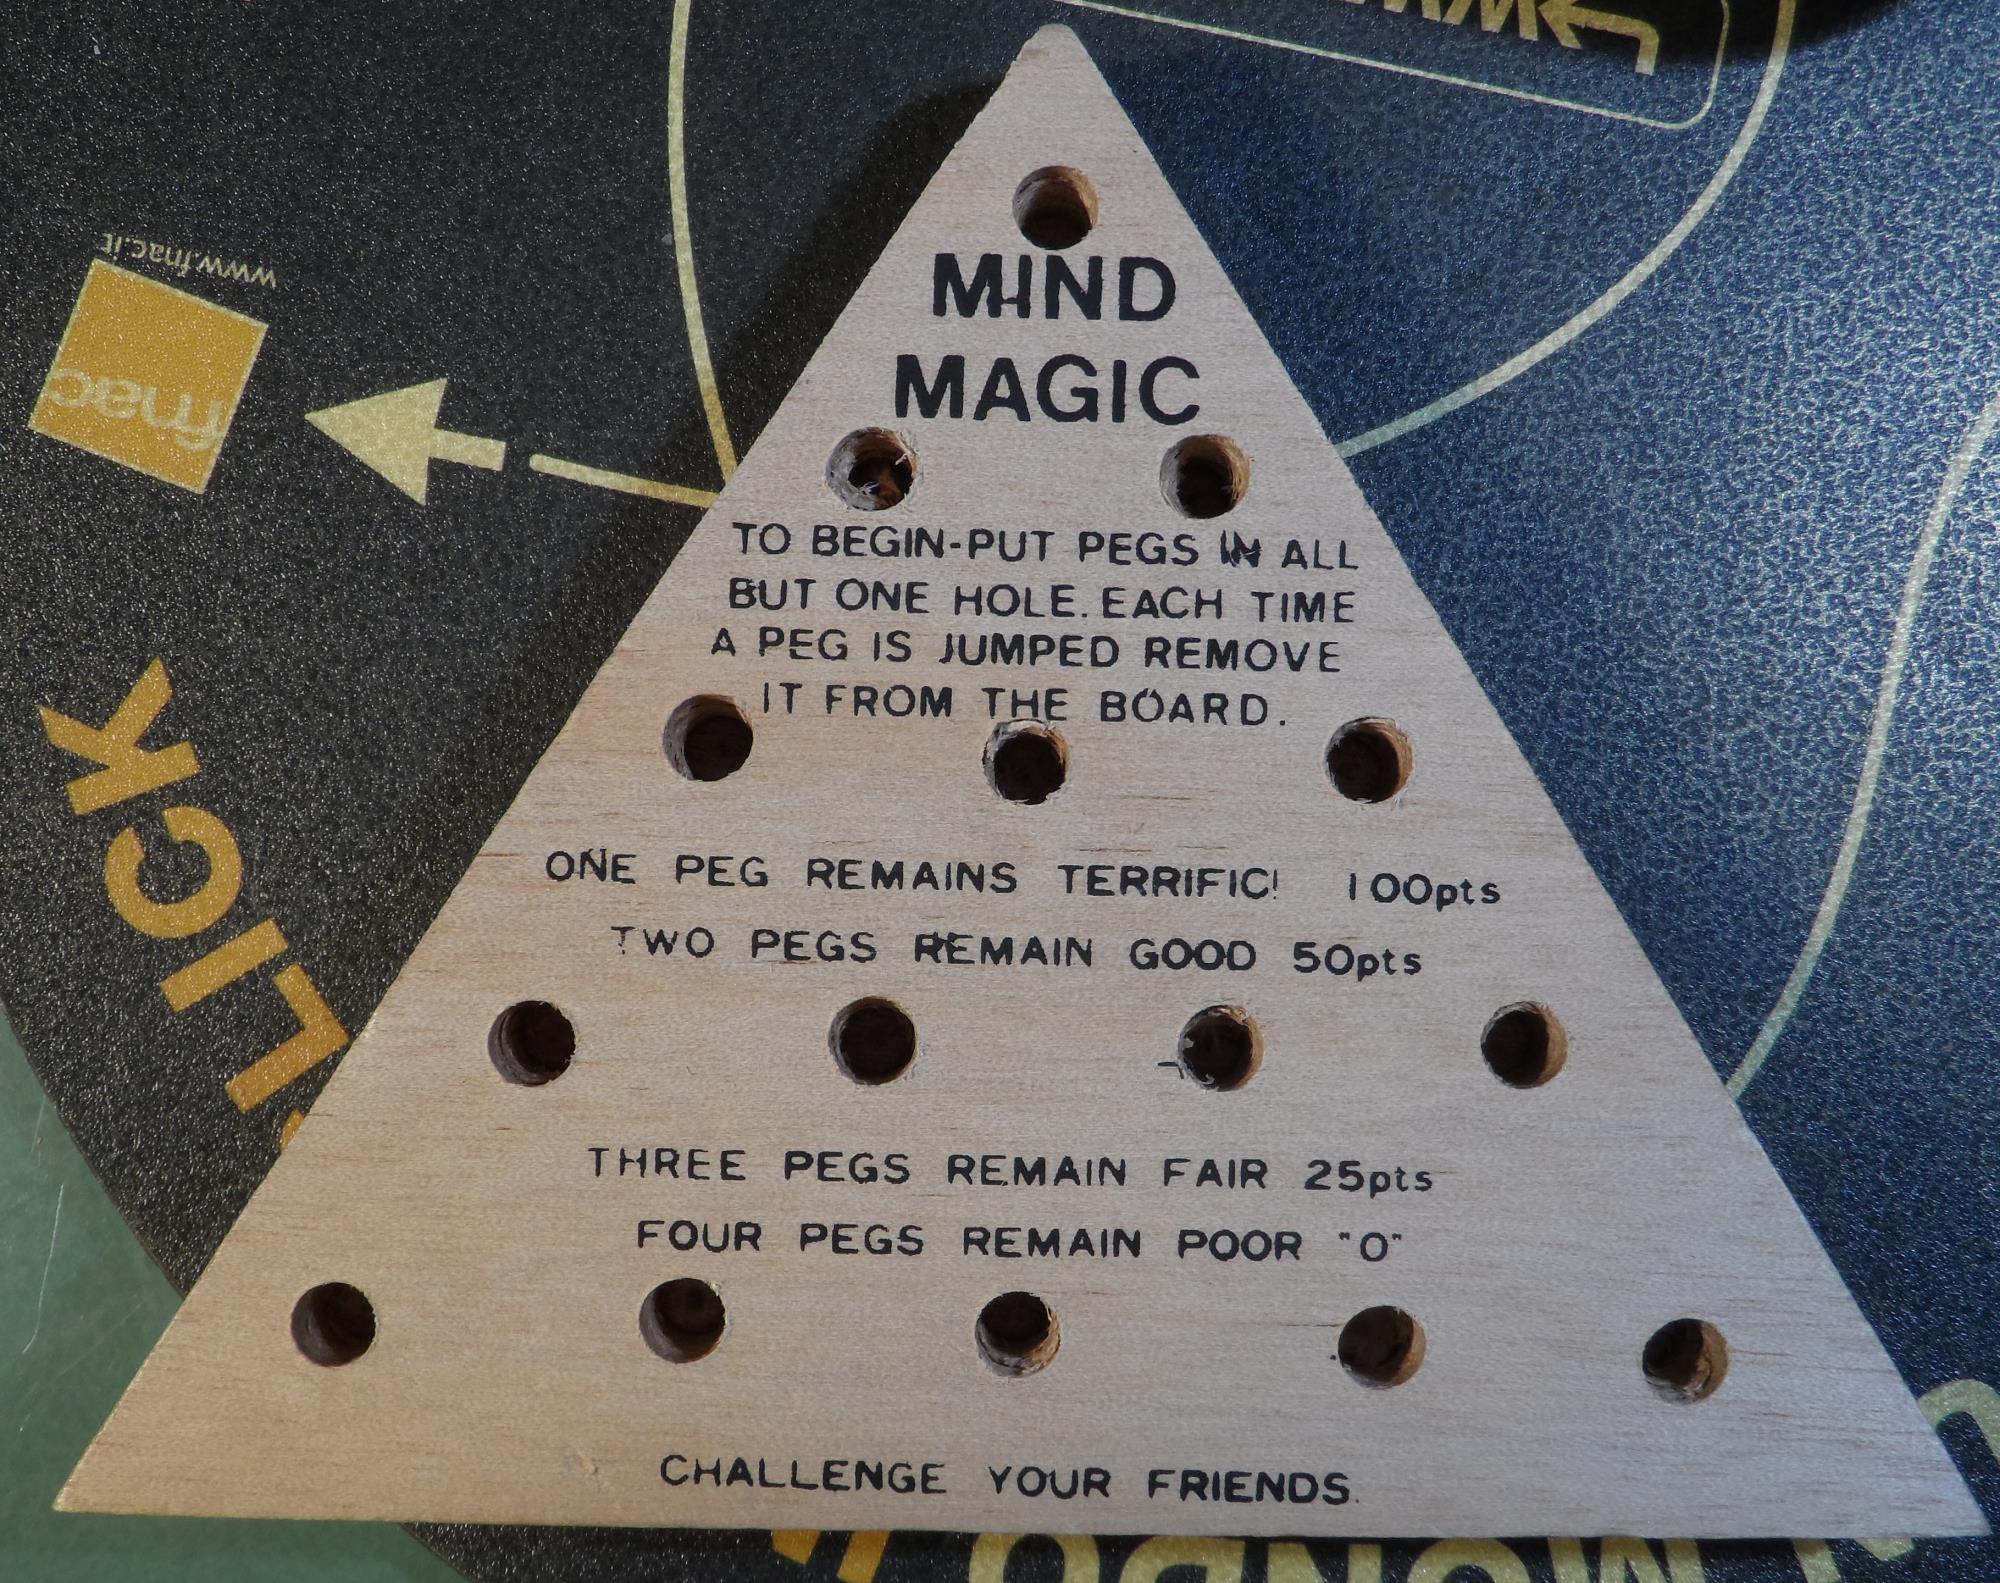 MIND
MAGIC
TO BEGIN-PUT PEGS IN ALL
BUT ONE HOLE. EACH TIME
A PEG IS JUMPED REMOVE
IT FROM THE BOARD.
ONE PEG REMAINS TERRIFIC! 100pts
TWO PEGS REMAIN GOOD 50pts
THREE PEGS REMAIN FAIR 25pts
FOUR PEGS REMAIN POOR "0"
CHALLENGE YOUR FRIENDS.
www.fnac.it
fnac
LICK
MONDO